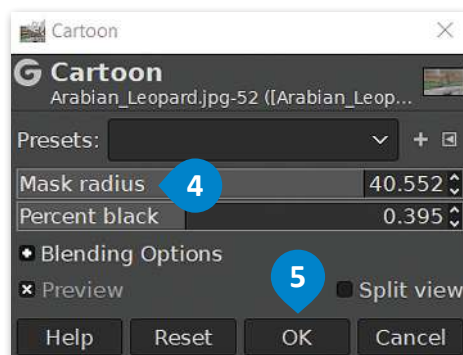 Cartoon
Cartoon
Arabian_Leopard.jpg-52 ([Arabian_Leop...
Presets:
Mask radius 4 40.552
Percent black 0.395
Blending Options
5
Preview Split view
Help Reset OK Cancel